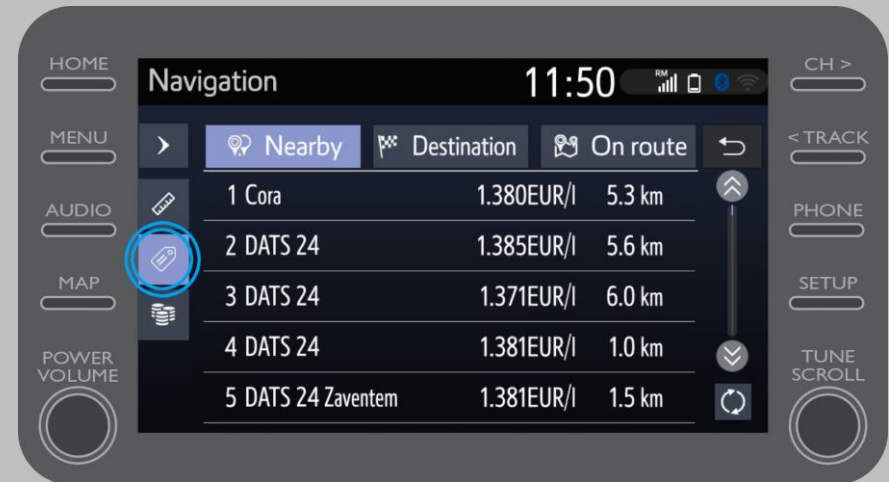 HOME
MENU
AUDIO
MAP
POWER
VOLUME
Navigation 11:50 RM
Nearby Destination On route
1 Cora 1.380EUR/l 5.3 km
2 DATS 24 1.385EUR/l 5.6 km
3 DATS 24 1.371EUR/l 6.0 km
4 DATS 24 1.381EUR/l 1.0 km
5 DATS 24 Zaventem 1.381EUR/l 1.5 km
CH >
< TRACK
PHONE
SETUP
TUNE
SCROLL